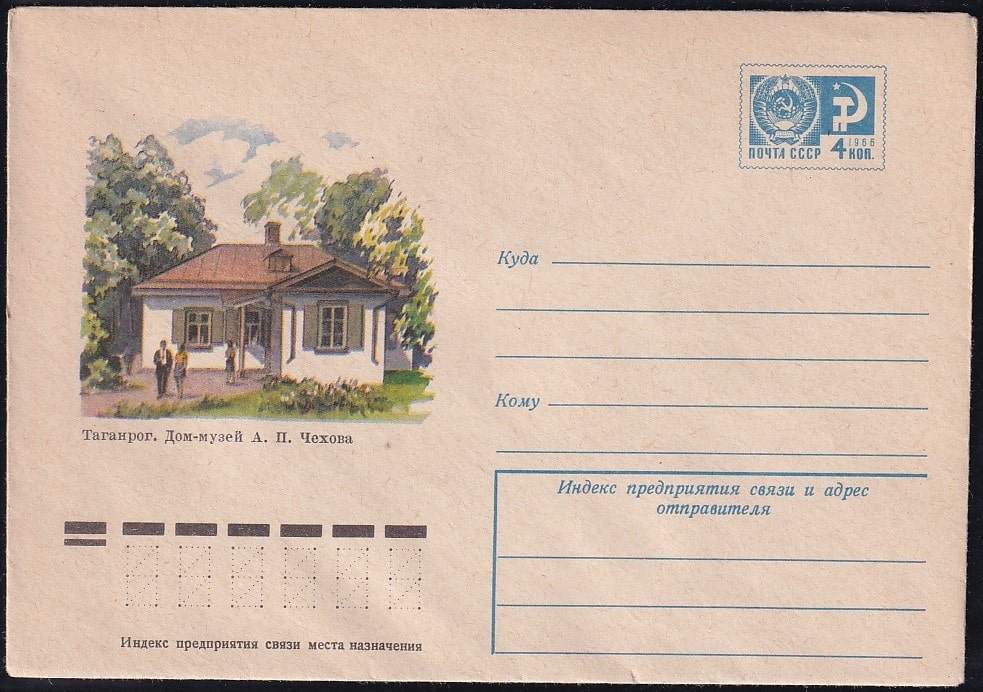 ПОЧТА СССР 4 1966 КОП.
Куда
Кому
Таганрог. Дом-музей А. П. Чехова
Индекс предприятия связи и адрес
отправителя
Индекс предприятия связи места назначения